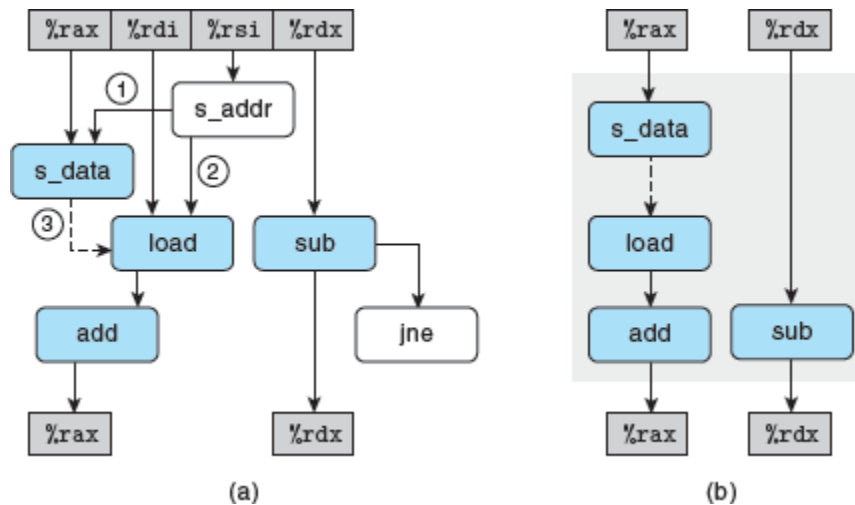 %rax %rdi %rsi %rdx
1
s_addr
s_data
2
3
load
sub
add
jne
%rax
%rdx
(a)
%rax
%rdx
s_data
load
add
sub
%rax
%rdx
(b)